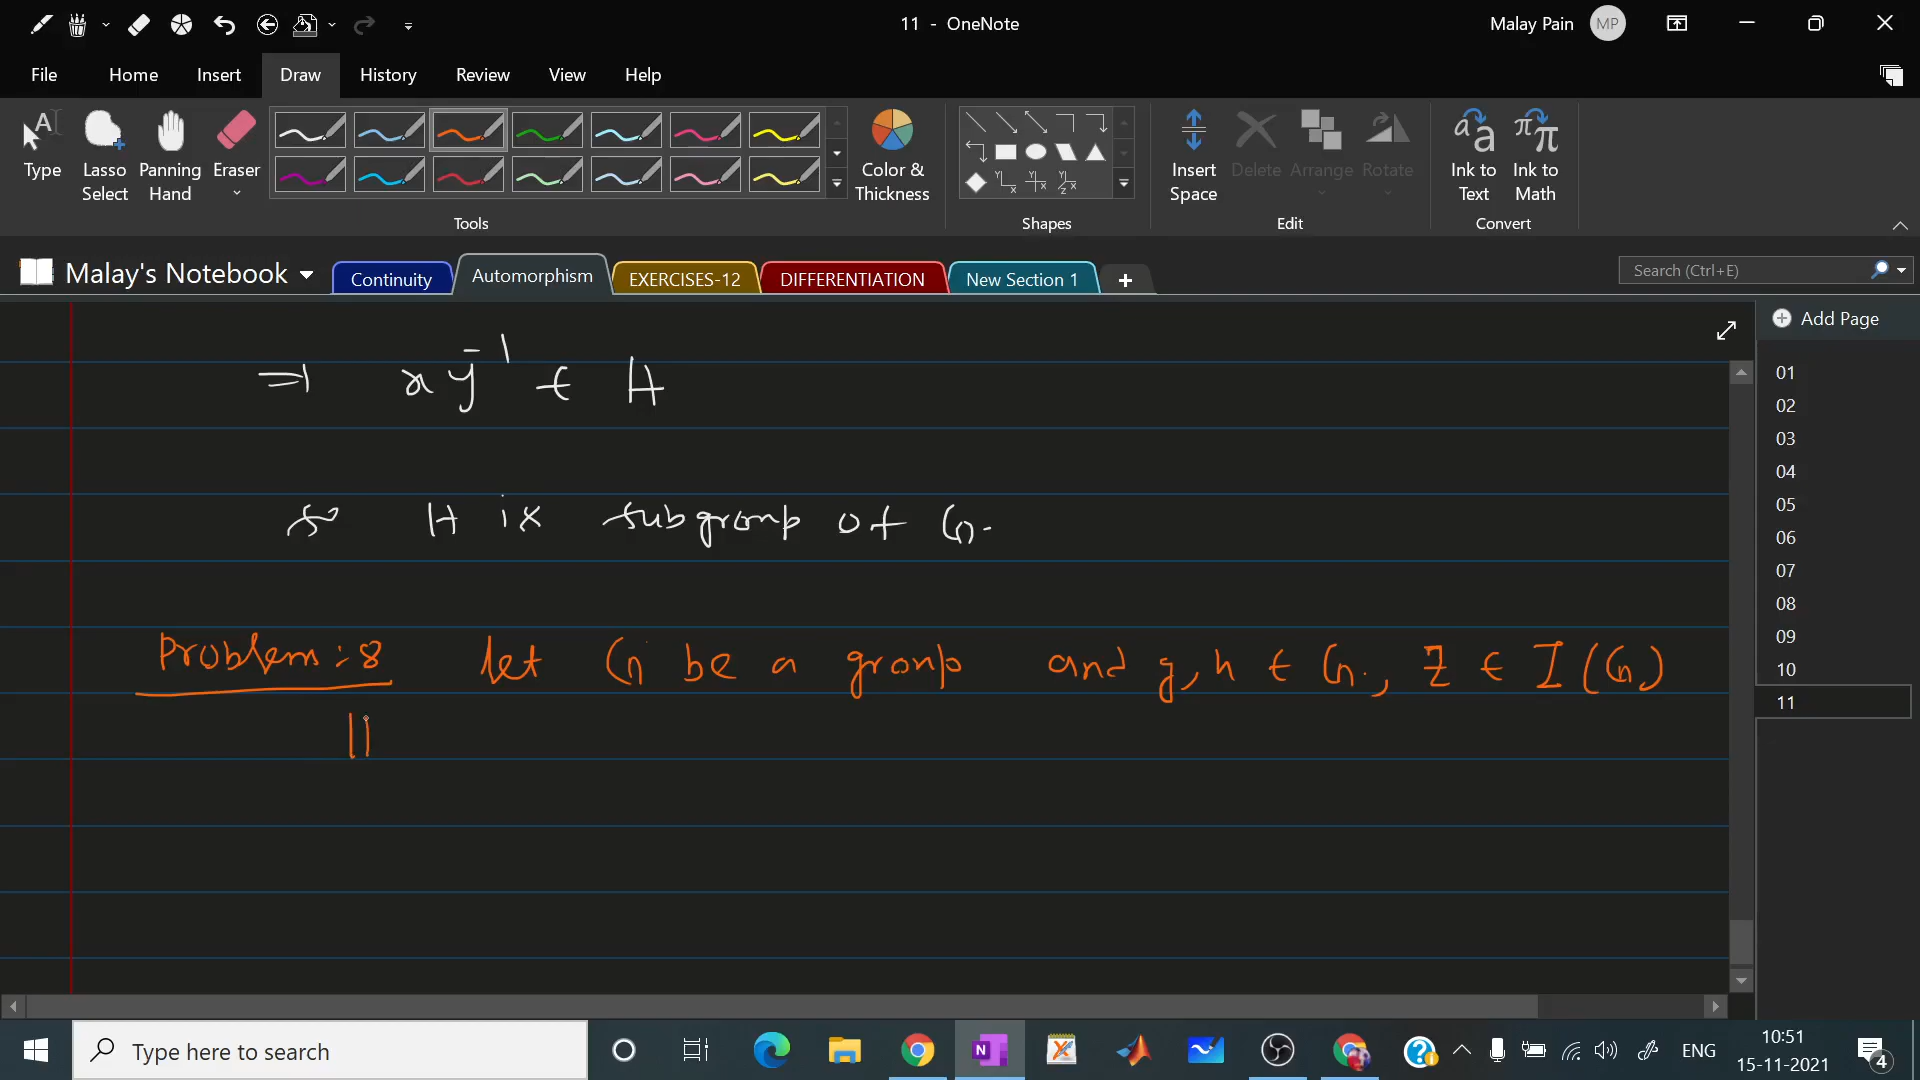 11 - OneNote
Malay Pain MP
File Home Insert Draw History Review View Help
Type
Lasso Select
Panning Hand
Eraser
Color & Thickness
Insert Space
Delete
Arrange
Rotate
Ink to Text
Ink to Math
Tools Shapes Edit Convert
Malay's Notebook
Continuity Automorphism EXERCISES-12 DIFFERENTIATION New Section 1 +
Search (Ctrl+E)
Add Page
01
02
03
04
05
06
07
08
09
10
11
⇒ xy⁻¹ ∈ H
so H is subgroup of G.
Problem:8 let G be a group and g, h ∈ G., Z ∈ I(G)
Type here to search
ENG
10:51
15-11-2021
4